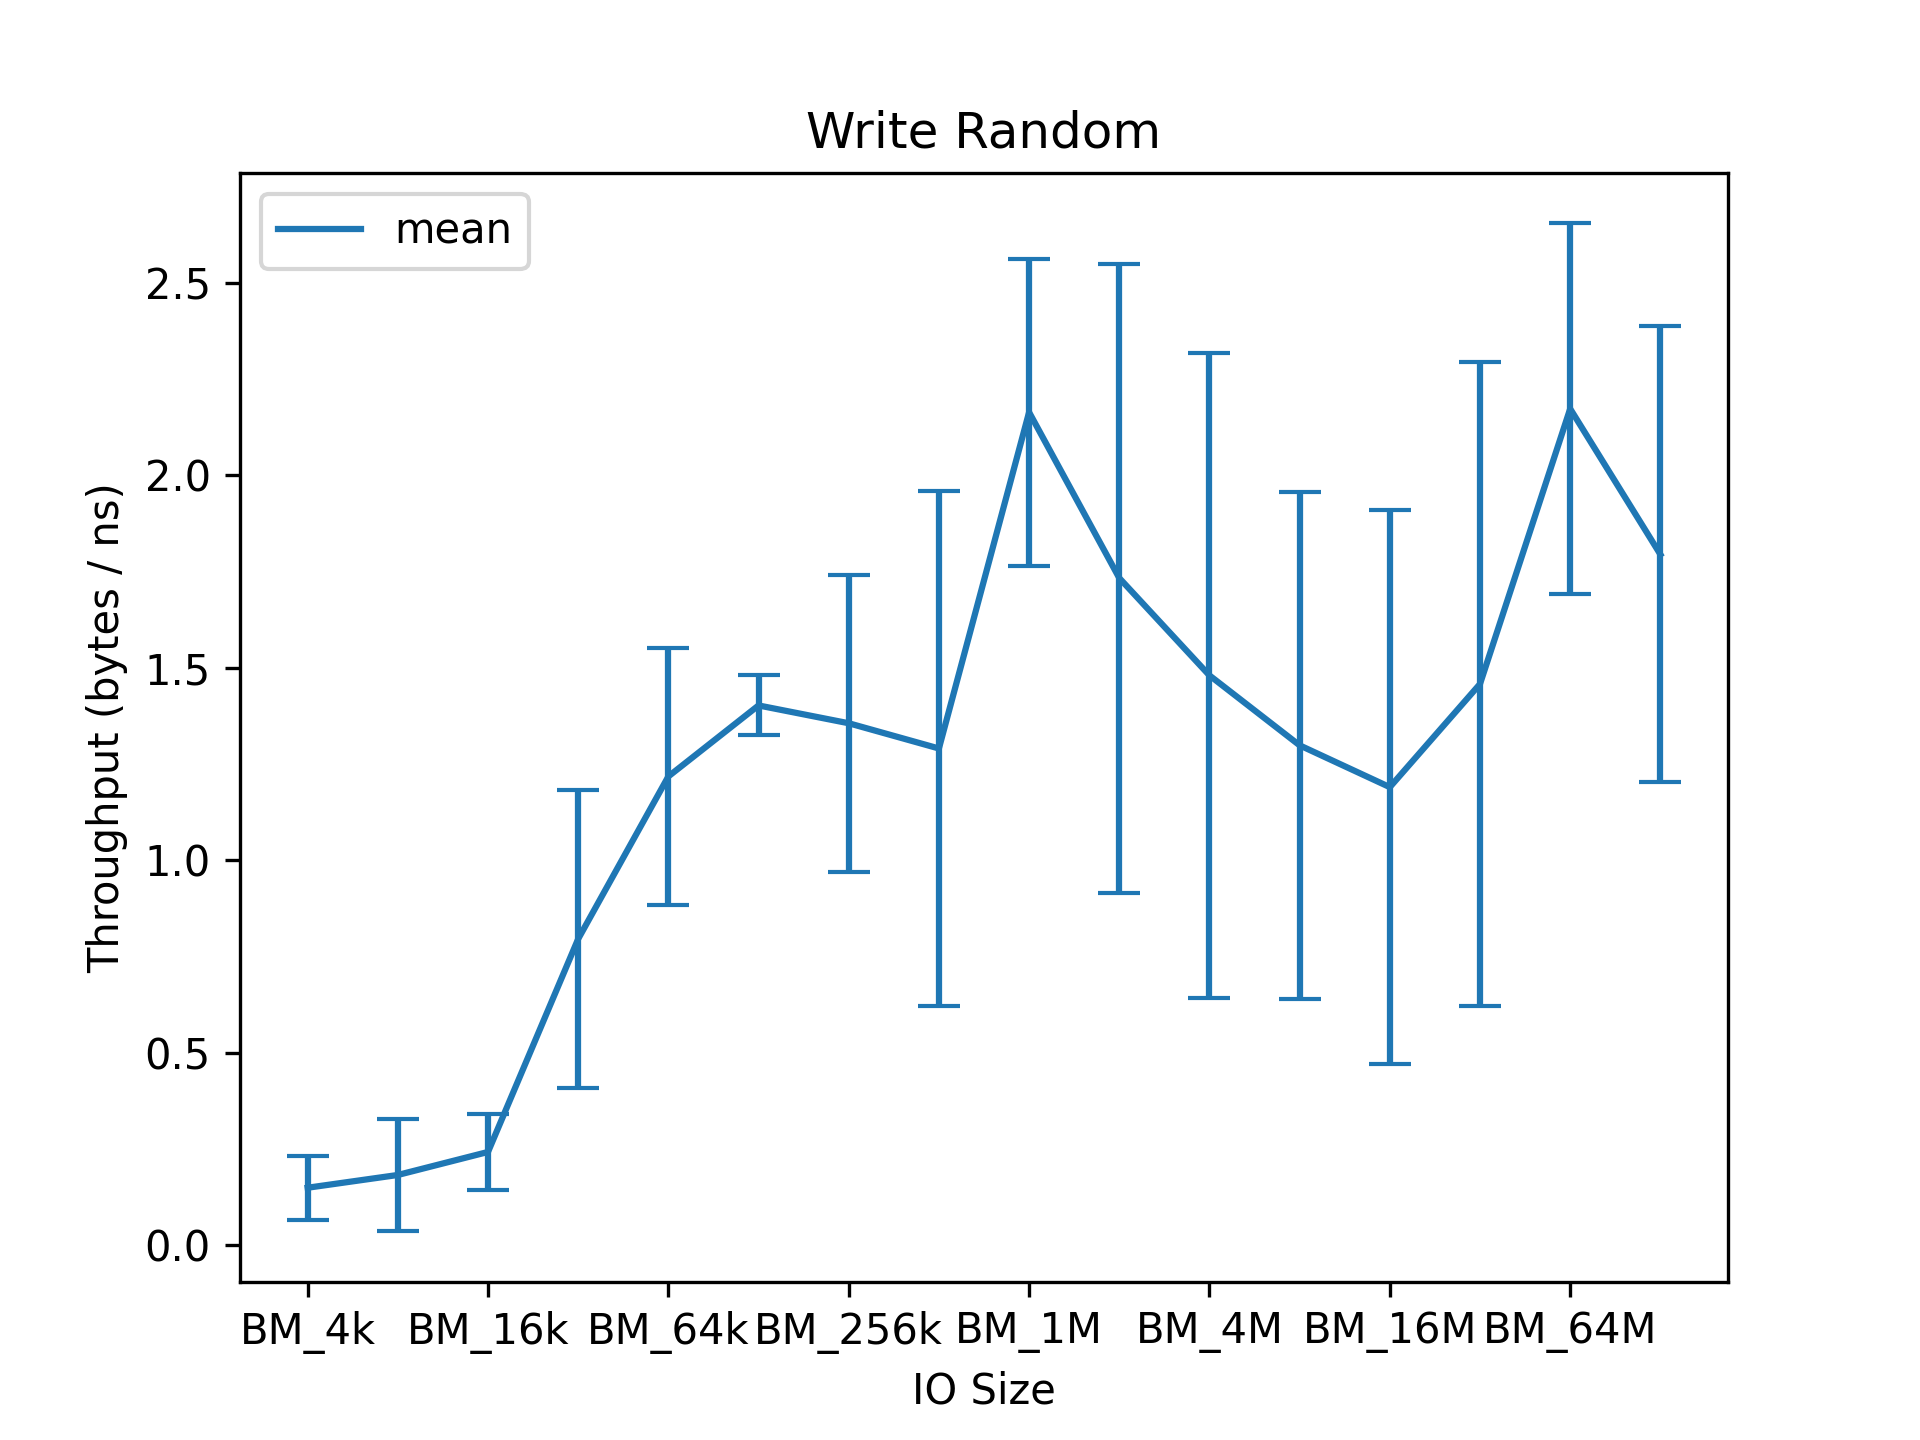 Write Random
mean
Throughput (bytes / ns)
2.5
2.0
1.5
1.0
0.5
0.0
BM_4k BM_16k BM_64k BM_256k BM_1M BM_4M BM_16M BM_64M
IO Size